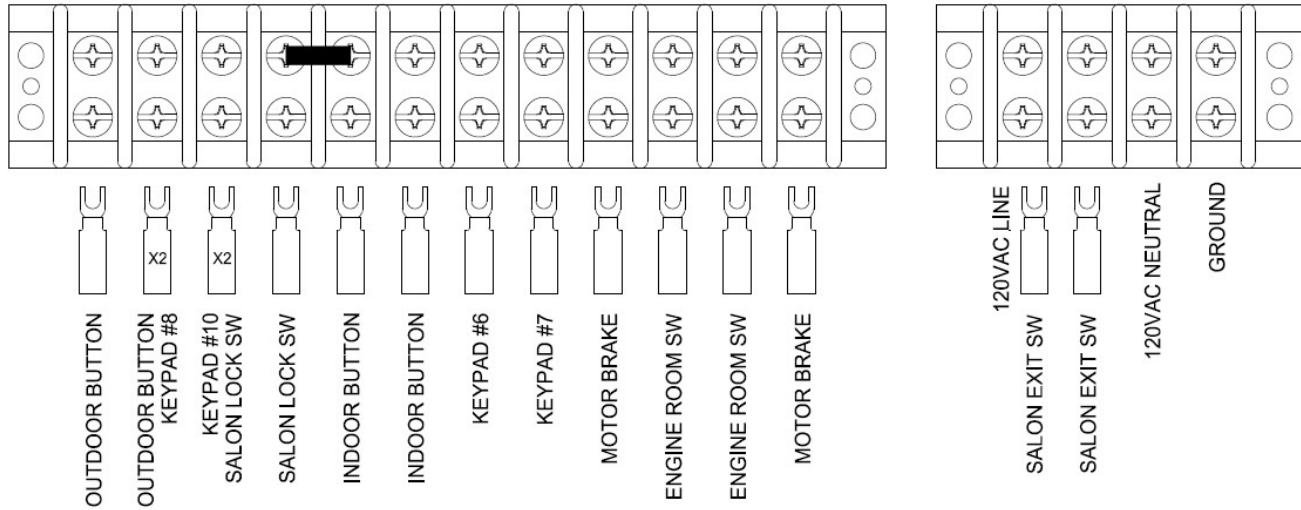 X2
X2
OUTDOOR BUTTON
OUTDOOR BUTTON
KEYPAD #8
KEYPAD #10
SALON LOCK SW
SALON LOCK SW
INDOOR BUTTON
INDOOR BUTTON
KEYPAD #6
KEYPAD #7
MOTOR BRAKE
ENGINE ROOM SW
ENGINE ROOM SW
MOTOR BRAKE
120VAC LINE
SALON EXIT SW
SALON EXIT SW
120VAC NEUTRAL
GROUND